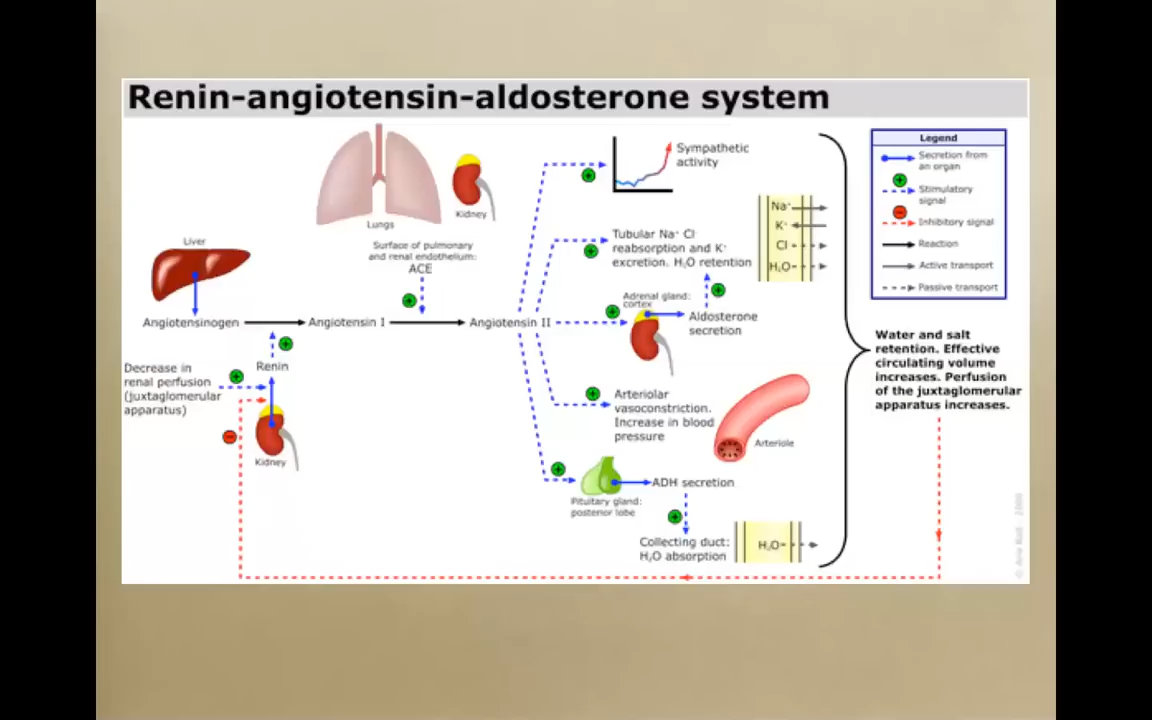 Renin-angiotensin-aldosterone system
Lungs
Kidney
Surface of pulmonary
and renal endothelium:
ACE
Liver
Angiotensinogen
Angiotensin I
Angiotensin II
Decrease in
renal perfusion
(juxtaglomerular
apparatus)
Renin
Kidney
Sympathetic
activity
Tubular Na⁺ Cl⁻
reabsorption and K⁺
excretion. H₂O retention
Na⁺
K⁺
Cl⁻
H₂O
Adrenal gland:
cortex
Aldosterone
secretion
Arteriolar
vasoconstriction.
Increase in blood
pressure
Arteriole
Pituitary gland:
posterior lobe
ADH secretion
Collecting duct:
H₂O absorption
H₂O
Legend
Secretion from
an organ
Stimulatory
signal
Inhibitory signal
Reaction
Active transport
Passive transport
Water and salt
retention. Effective
circulating volume
increases. Perfusion
of the juxtaglomerular
apparatus increases.